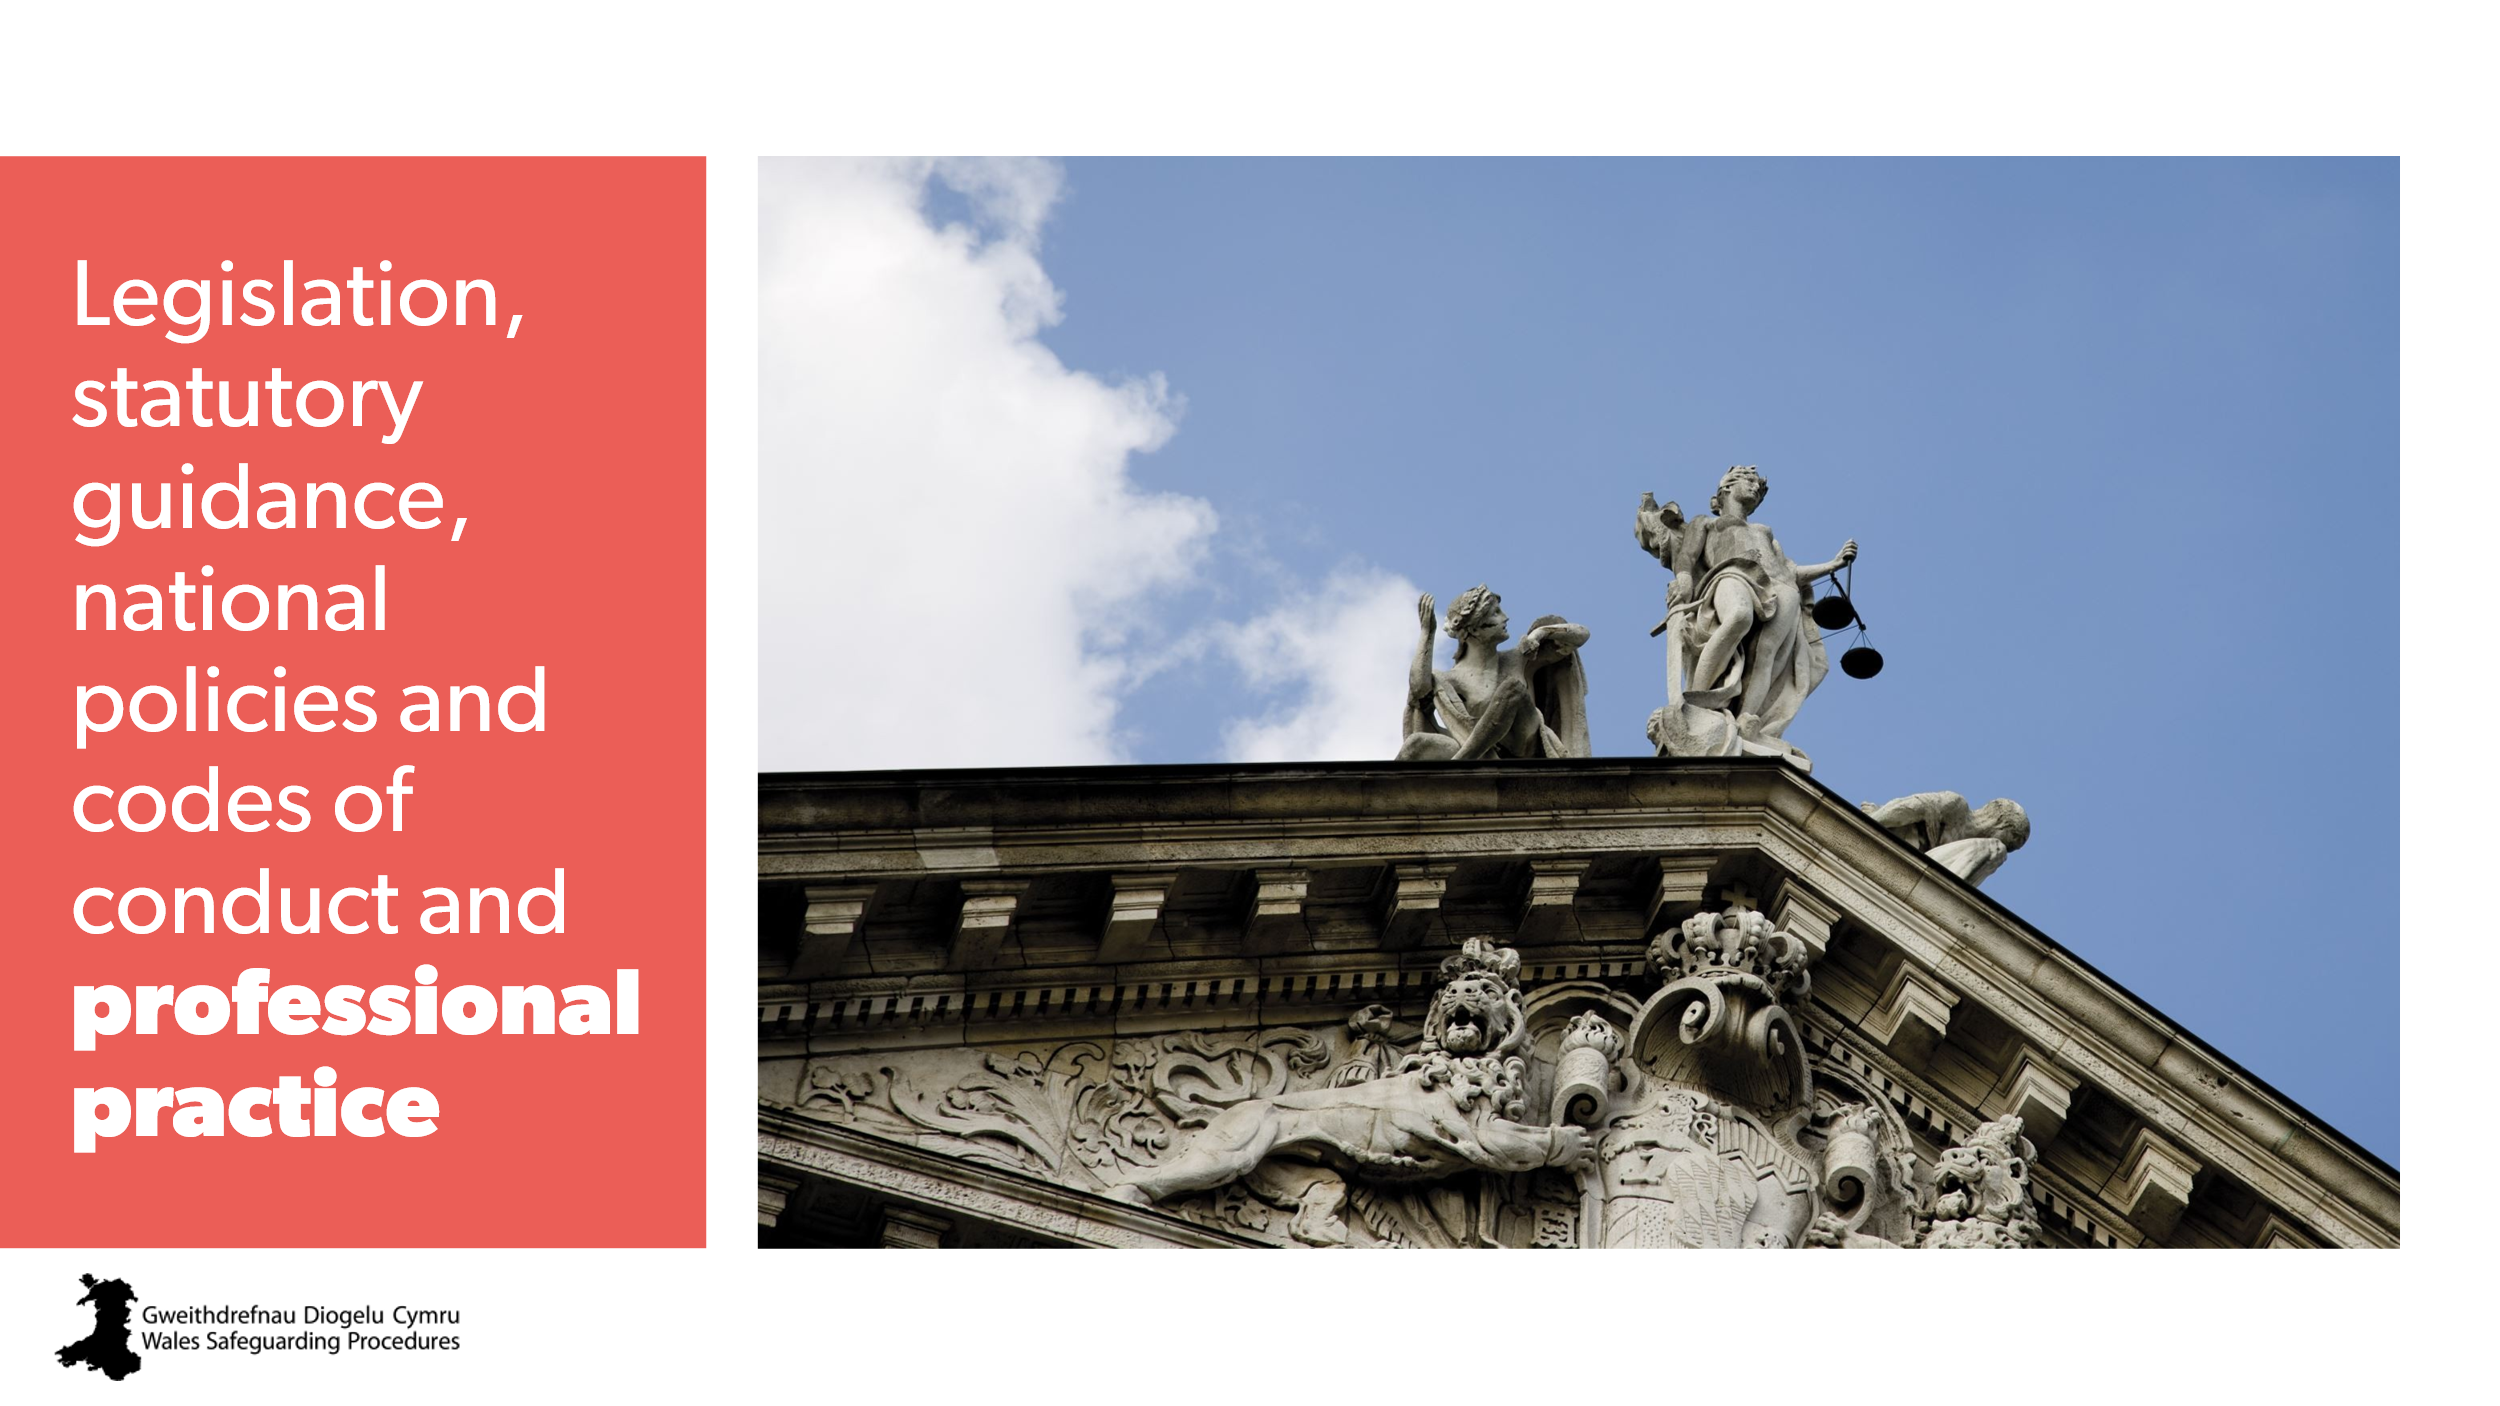 Legislation,
statutory
guidance,
national
policies and
codes of
conduct and
professional
practice
Gweithdrefnau Diogelu Cymru
Wales Safeguarding Procedures